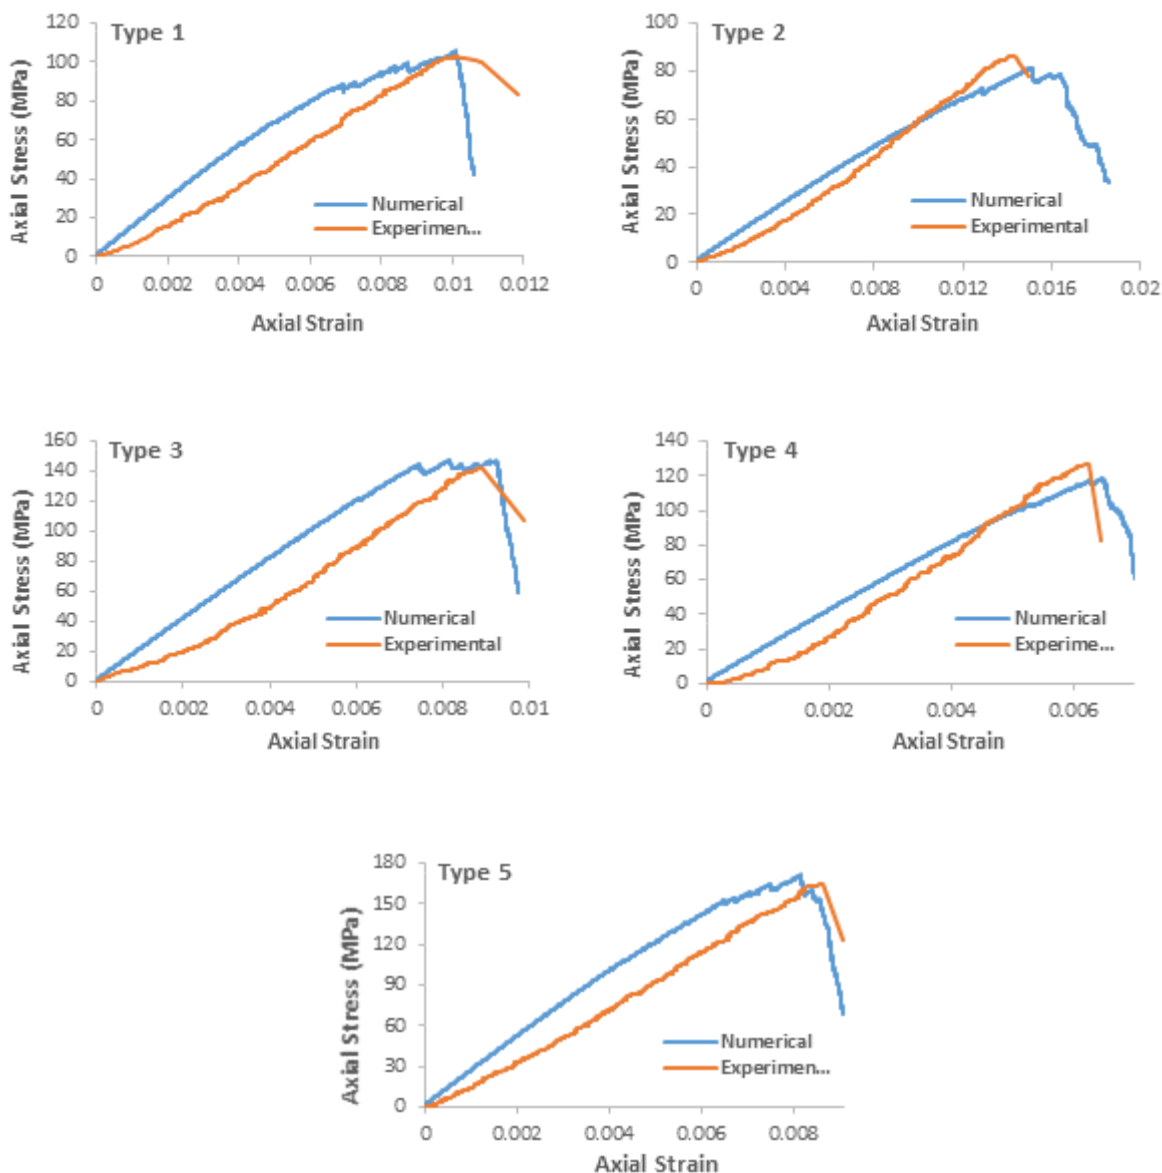 Type 1
Axial Stress (MPa)
120
100
80
60
40
20
0
0 0.002 0.004 0.006 0.008 0.01 0.012
Axial Strain
Numerical
Experimen...
Type 2
Axial Stress (MPa)
100
80
60
40
20
0
0 0.004 0.008 0.012 0.016 0.02
Axial Strain
Numerical
Experimental
Type 3
Axial Stress (MPa)
160
140
120
100
80
60
40
20
0
0 0.002 0.004 0.006 0.008 0.01
Axial Strain
Numerical
Experimental
Type 4
Axial Stress (MPa)
140
120
100
80
60
40
20
0
0 0.002 0.004 0.006
Axial Strain
Numerical
Experime...
Type 5
Axial Stress (MPa)
180
150
120
90
60
30
0
0 0.002 0.004 0.006 0.008
Axial Strain
Numerical
Experimen...